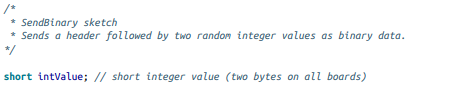 /*
* SendBinary sketch
* Sends a header followed by two random integer values as binary data.
*/
short intValue; // short integer value (two bytes on all boards)